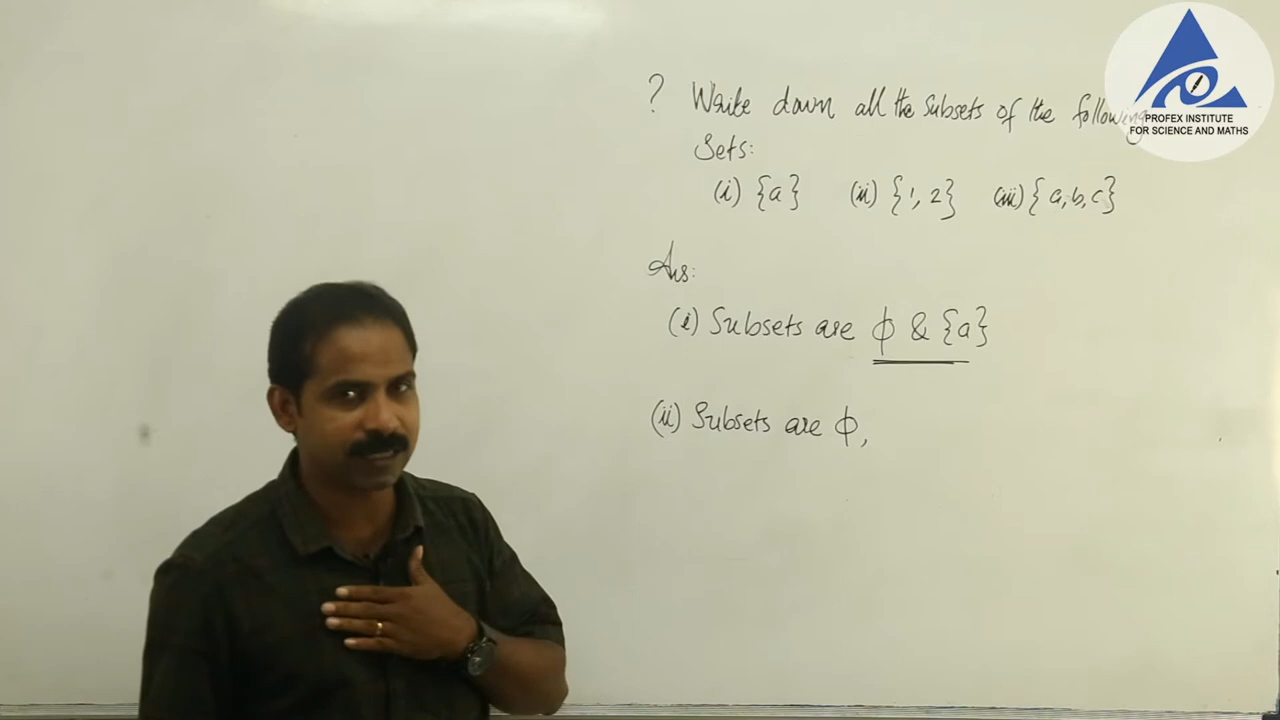 ? Write down all the Subsets of the following
Sets:
(i) {a} (ii) {1, 2} (iii) {a, b, c}
Ans:
(i) Subsets are ϕ & {a}
(ii) Subsets are ϕ,
PROFEX INSTITUTE
FOR SCIENCE AND MATHS